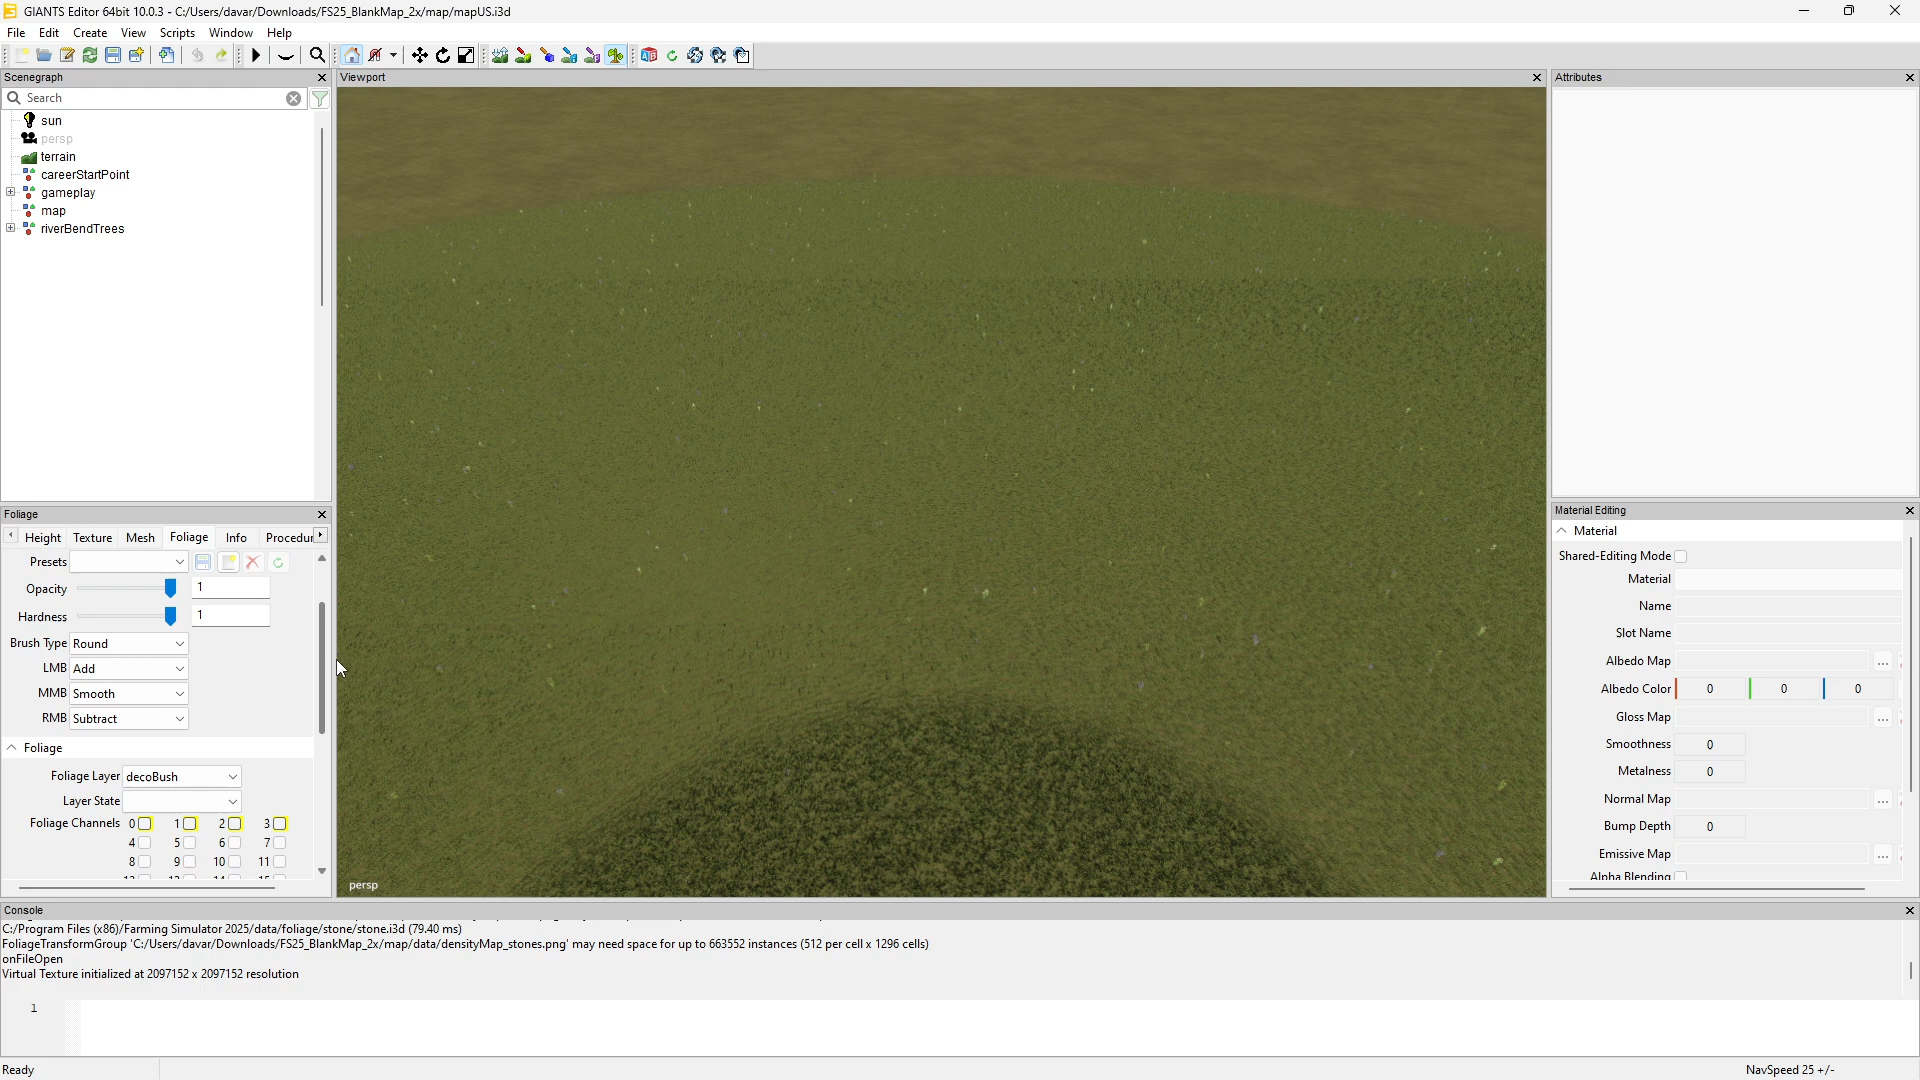 GIANTS Editor 64bit 10.0.3 - C:/Users/davar/Downloads/FS25_BlankMap_2x/map/mapUS.i3d
File Edit Create View Scripts Window Help
Scenegraph
Search
sun
persp
terrain
careerStartPoint
gameplay
map
riverBendTrees
Foliage
Height Texture Mesh Foliage Info Procedur
Presets
Opacity 1
Hardness 1
Brush Type Round
LMB Add
MMB Smooth
RMB Subtract
Foliage
Foliage Layer decoBush
Layer State
Foliage Channels 0 1 2 3
4 5 6 7
8 9 10 11
Viewport
persp
Attributes
Material Editing
Material
Shared-Editing Mode
Material
Name
Slot Name
Albedo Map ...
Albedo Color 0 0 0
Gloss Map ...
Smoothness 0
Metalness 0
Normal Map ...
Bump Depth 0
Emissive Map ...
Alpha Blending
Console
C:/Program Files (x86)/Farming Simulator 2025/data/foliage/stone/stone.i3d (79.40 ms)
FoliageTransformGroup 'C:/Users/davar/Downloads/FS25_BlankMap_2x/map/data/densityMap_stones.png' may need space for up to 663552 instances (512 per cell x 1296 cells)
onFileOpen
Virtual Texture initialized at 2097152 x 2097152 resolution
1
Ready
NavSpeed 25 +/-